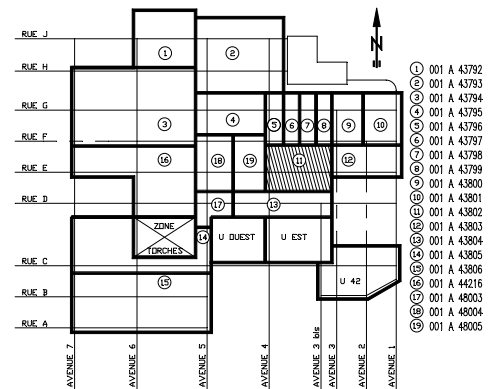 RUE J
RUE H
RUE G
RUE F
RUE E
RUE D
RUE C
RUE B
RUE A
N
1
2
3
4
5
6
7
8
9
10
16
18
19
11
12
17
13
14
ZONE
TORCHES
U OUEST
U EST
15
U 42
AVENUE 7
AVENUE 6
AVENUE 5
AVENUE 4
AVENUE 3 bis
AVENUE 3
AVENUE 2
AVENUE 1
1 001 A 43792
2 001 A 43793
3 001 A 43794
4 001 A 43795
5 001 A 43796
6 001 A 43797
7 001 A 43798
8 001 A 43799
9 001 A 43800
10 001 A 43801
11 001 A 43802
12 001 A 43803
13 001 A 43804
14 001 A 43805
15 001 A 43806
16 001 A 44216
17 001 A 48003
18 001 A 48004
19 001 A 48005